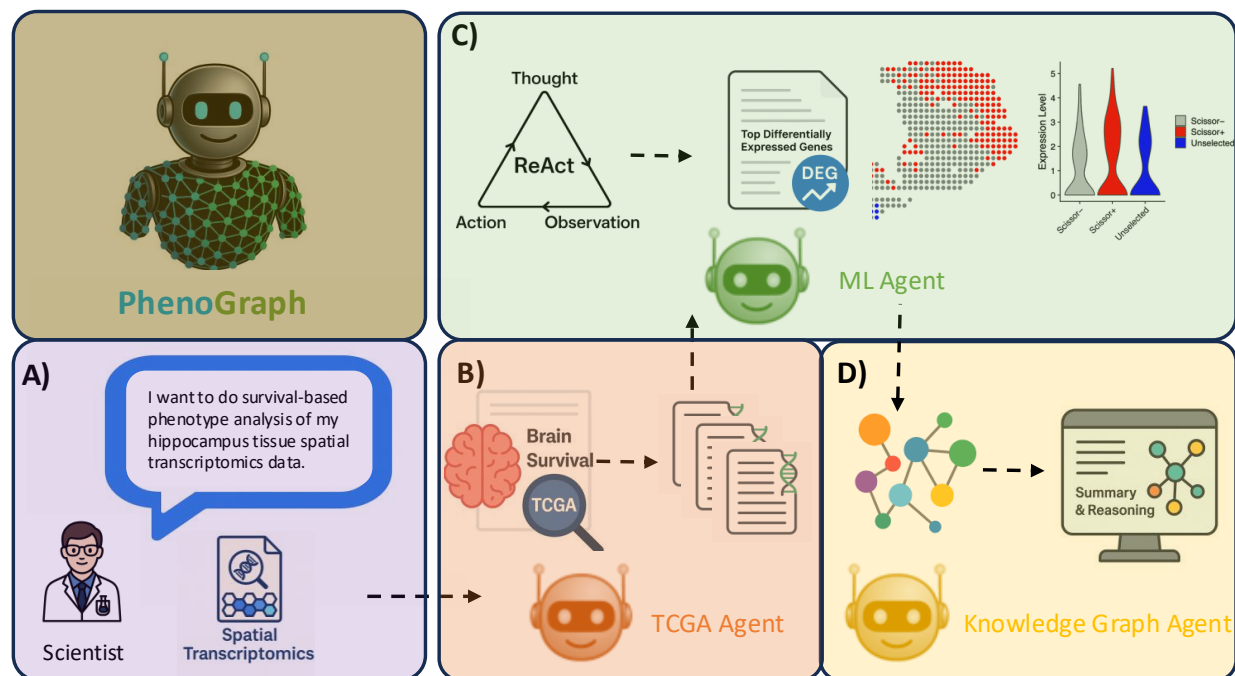 PhenoGraph
A)
I want to do survival-based
phenotype analysis of my
hippocampus tissue spatial
transcriptomics data.
Scientist
Spatial
Transcriptomics
B)
Brain
Survival
TCGA
TCGA Agent
C)
Thought
ReAct
Action
Observation
Top Differentially
Expressed Genes
DEG
Expression Level
5
4
3
2
1
0
Scissor–
Scissor+
Unselected
Scissor–
Scissor+
Unselected
ML Agent
D)
Summary
& Reasoning
Knowledge Graph Agent